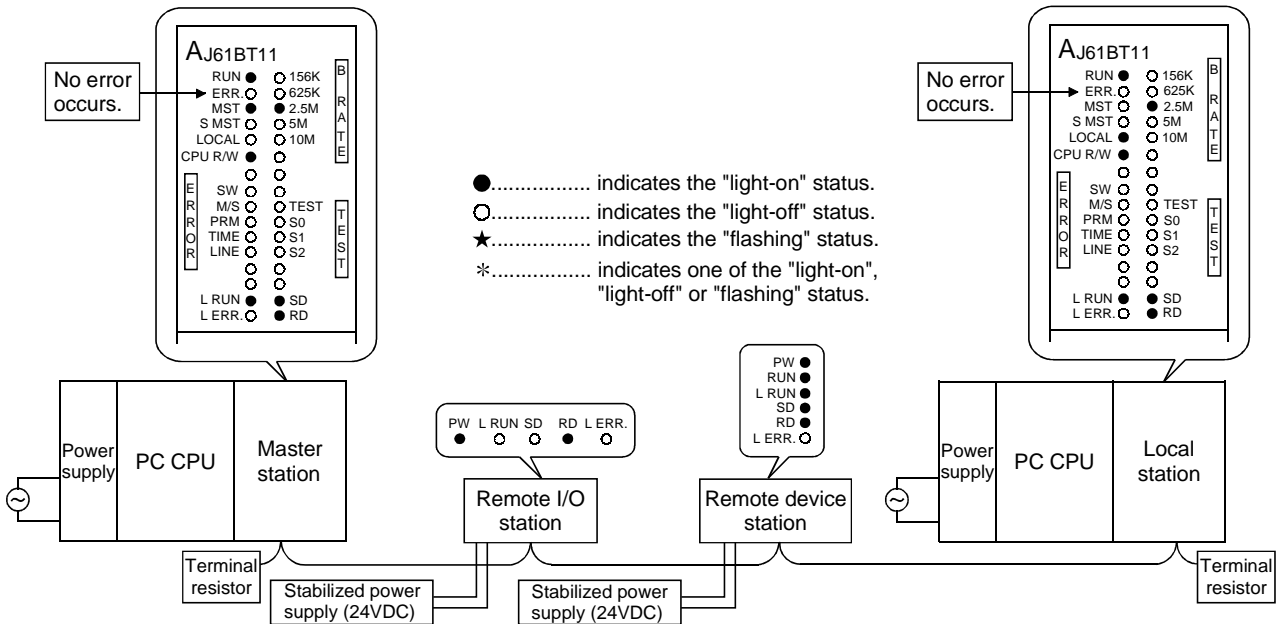 AJ61BT11
No error
occurs.
RUN 156K
ERR. 625K
MST 2.5M
S MST 5M
LOCAL 10M
CPU R/W
B RATE
SW
M/S TEST
PRM S0
TIME S1
LINE S2
ERROR
TEST
L RUN SD
L ERR. RD
●................. indicates the "light-on" status.
○................. indicates the "light-off" status.
★................. indicates the "flashing" status.
*................. indicates one of the "light-on",
"light-off" or "flashing" status.
AJ61BT11
No error
occurs.
RUN 156K
ERR. 625K
MST 2.5M
S MST 5M
LOCAL 10M
CPU R/W
B RATE
SW
M/S TEST
PRM S0
TIME S1
LINE S2
ERROR
TEST
L RUN SD
L ERR. RD
PW
RUN
L RUN
SD
RD
L ERR.
PW L RUN SD RD L ERR.
Power
supply
PC CPU
Master
station
Remote I/O
station
Remote device
station
Power
supply
PC CPU
Local
station
Terminal
resistor
Stabilized power
supply (24VDC)
Stabilized power
supply (24VDC)
Terminal
resistor